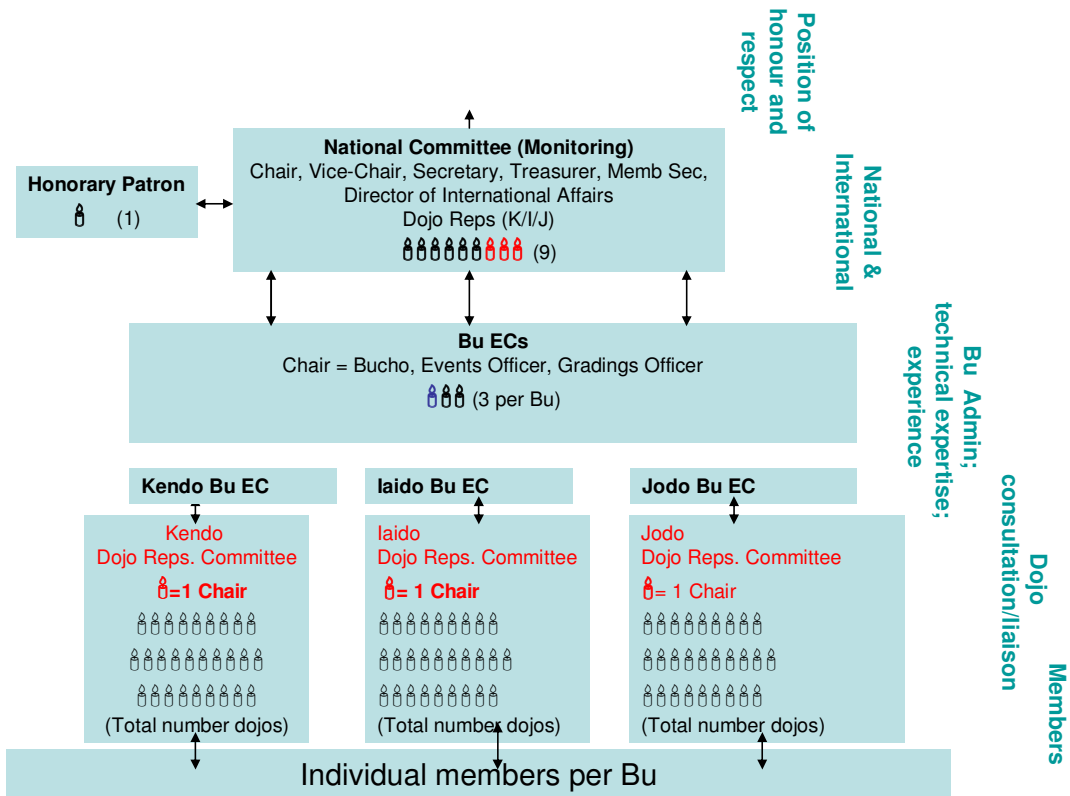 Position of
honour and
respect
National Committee (Monitoring)
Chair, Vice-Chair, Secretary, Treasurer, Memb Sec,
Director of International Affairs
Dojo Reps (K/I/J)
(9)
Honorary Patron
(1)
National &
International
Bu ECs
Chair = Bucho, Events Officer, Gradings Officer
(3 per Bu)
Bu Admin;
technical expertise;
experience
Kendo Bu EC
Iaido Bu EC
Jodo Bu EC
Kendo
Dojo Reps. Committee
=1 Chair
(Total number dojos)
Iaido
Dojo Reps. Committee
= 1 Chair
(Total number dojos)
Jodo
Dojo Reps. Committee
= 1 Chair
(Total number dojos)
Dojo
consultation/liaison
Individual members per Bu
Members